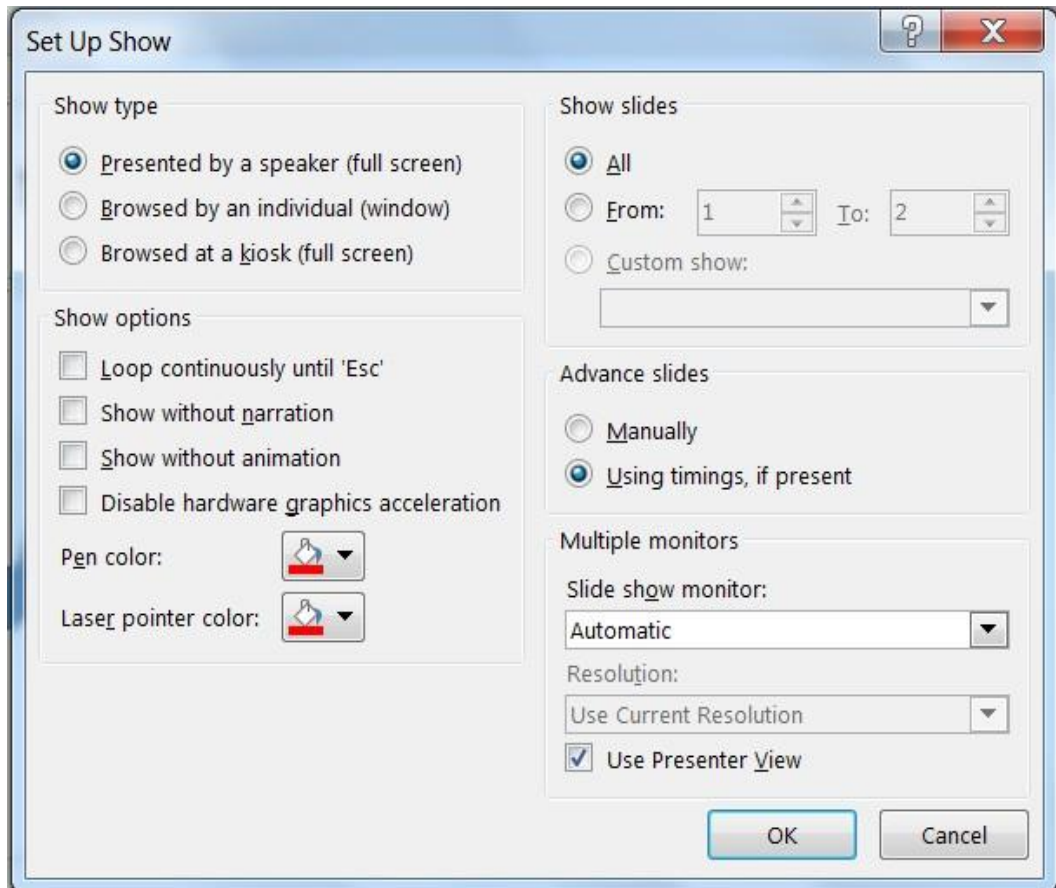 Set Up Show
Show type
Presented by a speaker (full screen)
Browsed by an individual (window)
Browsed at a kiosk (full screen)
Show options
Loop continuously until 'Esc'
Show without narration
Show without animation
Disable hardware graphics acceleration
Pen color:
Laser pointer color:
Show slides
All
From: 1 To: 2
Custom show:
Advance slides
Manually
Using timings, if present
Multiple monitors
Slide show monitor:
Automatic
Resolution:
Use Current Resolution
Use Presenter View
OK Cancel